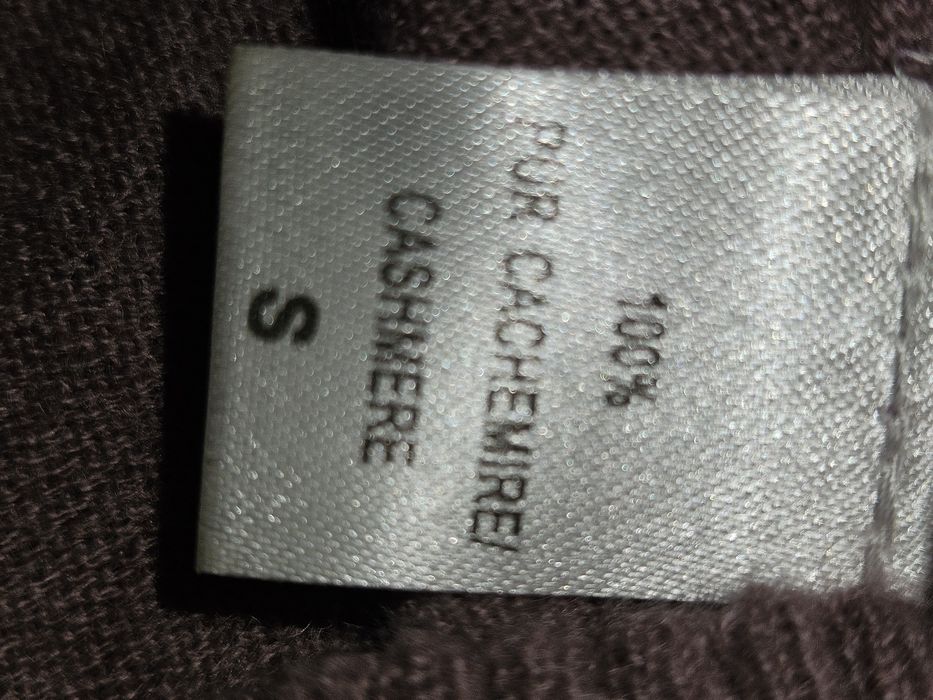 100%
PUR CACHEMIRE/
CASHMERE
S